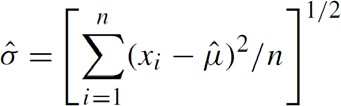 σ̂ = [ ∑_{i=1}^{n} (x_i − μ̂)²/n ]^{1/2}